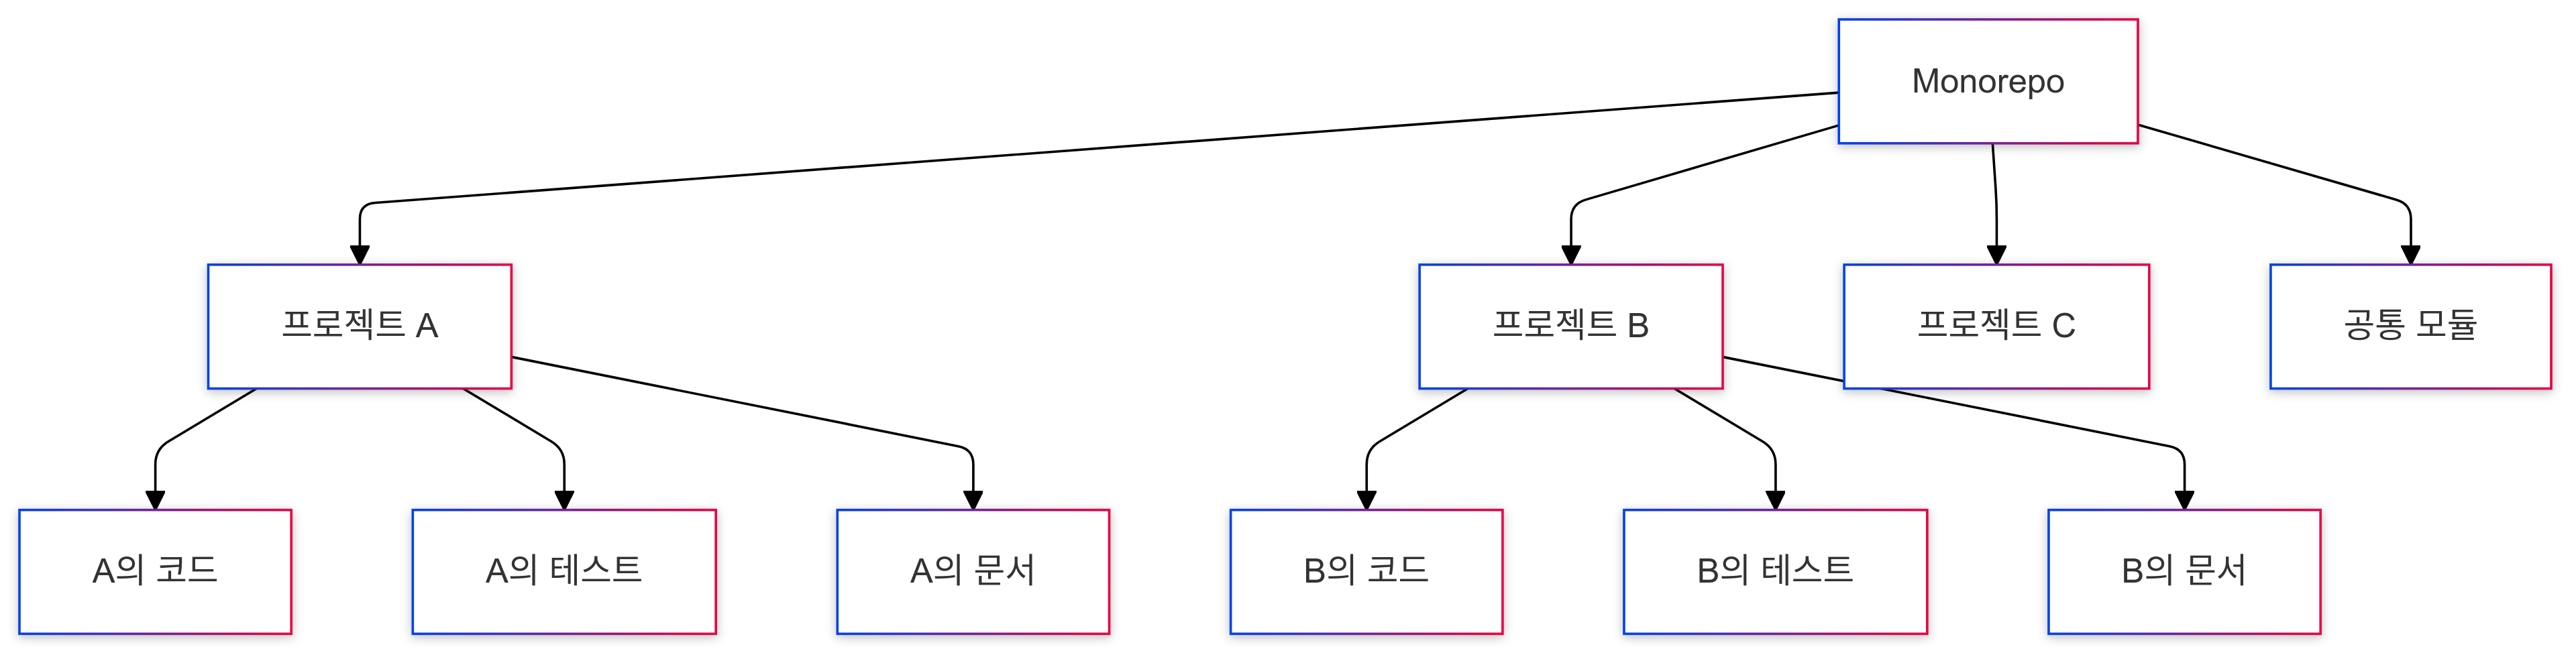 Monorepo
프로젝트 A
프로젝트 B
프로젝트 C
공통 모듈
A의 코드
A의 테스트
A의 문서
B의 코드
B의 테스트
B의 문서